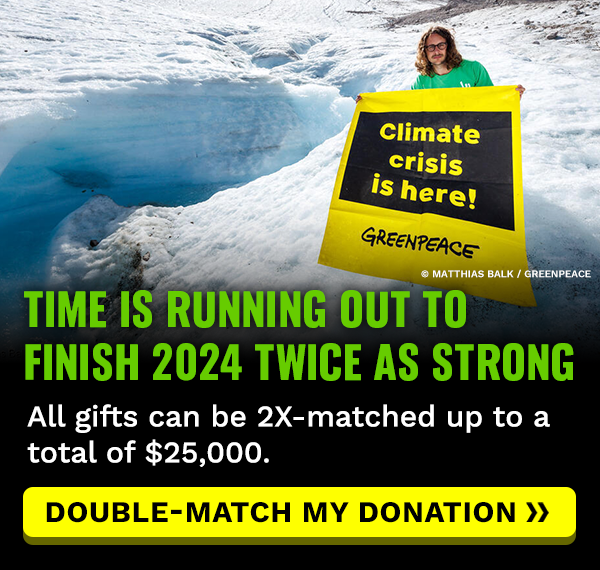 Climate
crisis
is here!
GREENPEACE
© MATTHIAS BALK / GREENPEACE
TIME IS RUNNING OUT TO
FINISH 2024 TWICE AS STRONG
All gifts can be 2X-matched up to a
total of $25,000.
DOUBLE-MATCH MY DONATION »